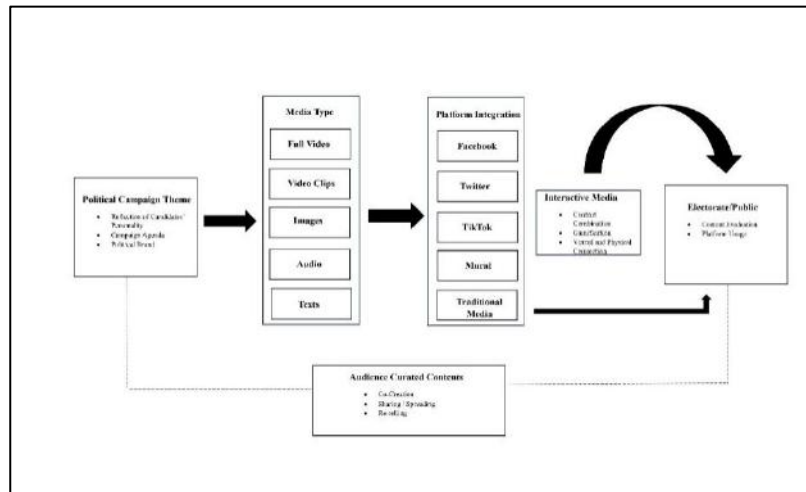 Political Campaign Theme
Reflection of Candidates'
Personality
Campaign Agenda
Political Brand
Media Type
Full Video
Video Clips
Images
Audio
Texts
Platform Integration
Facebook
Twitter
TikTok
Mural
Traditional
Media
Interactive Media
Content
Combination
Gamification
Virtual and Physical
Connection
Electorate/Public
Content Evaluation
Platform Usage
Audience Curated Contents
Co-Creation
Sharing / Spreading
Retelling